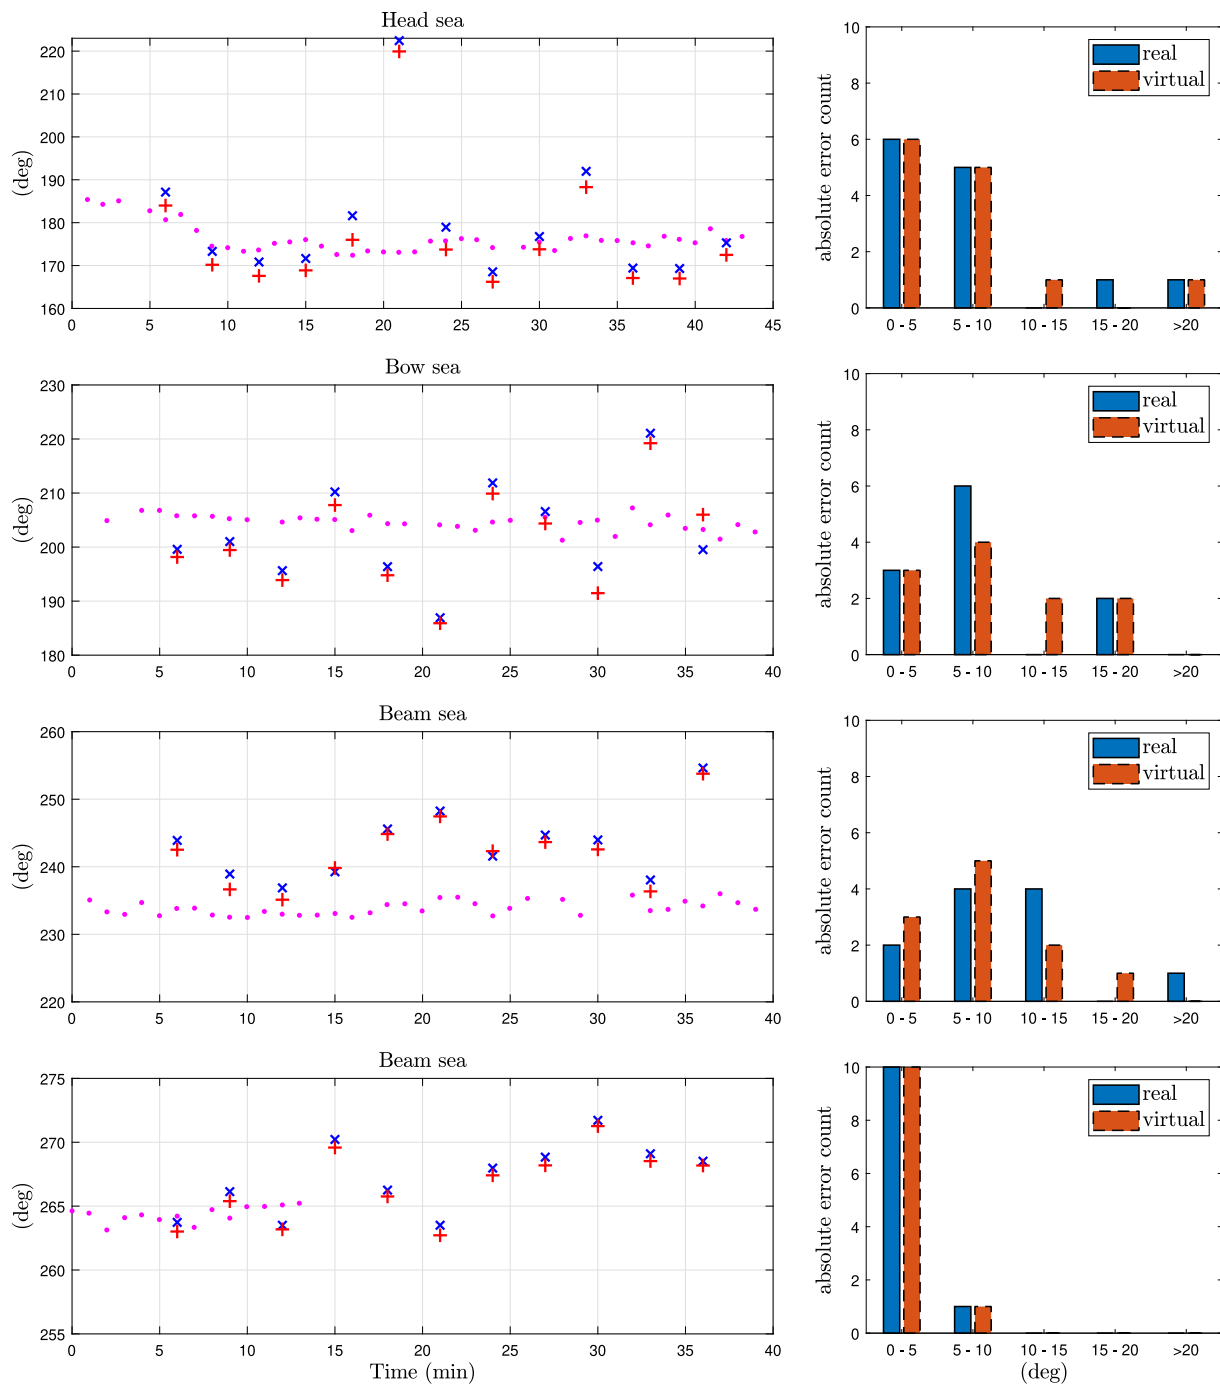 Head sea
220
210
200
190
180
170
160
(deg)
0 5 10 15 20 25 30 35 40 45
10
8
6
4
2
0
absolute error count
real
virtual
0 - 5 5 - 10 10 - 15 15 - 20 >20
Bow sea
230
220
210
200
190
180
(deg)
0 5 10 15 20 25 30 35 40
10
8
6
4
2
0
absolute error count
real
virtual
0 - 5 5 - 10 10 - 15 15 - 20 >20
Beam sea
260
250
240
230
220
(deg)
0 5 10 15 20 25 30 35 40
10
8
6
4
2
0
absolute error count
real
virtual
0 - 5 5 - 10 10 - 15 15 - 20 >20
Beam sea
275
270
265
260
255
(deg)
0 5 10 15 20 25 30 35 40
Time (min)
10
8
6
4
2
0
absolute error count
real
virtual
0 - 5 5 - 10 10 - 15 15 - 20 >20
(deg)